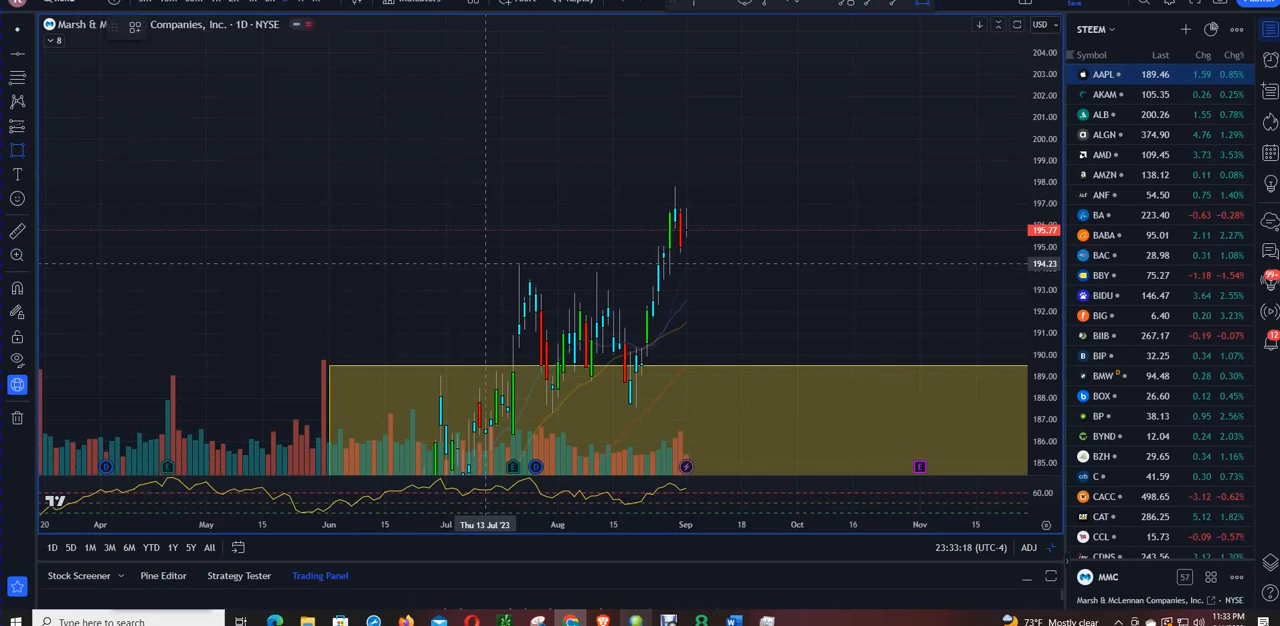 Marsh & M Companies, Inc. · 1D · NYSE
USD
8
204.00
203.00
202.00
201.00
200.00
199.00
198.00
197.00
195.77
195.00
194.23
193.00
192.00
191.00
190.00
189.00
188.00
187.00
186.00
185.00
60.00
D E E D E
20 Apr May 15 Jun 15 Jul Thu 13 Jul '23 Aug 15 Sep 18 Oct 16 Nov 15
1D 5D 1M 3M 6M YTD 1Y 5Y All
23:33:18 (UTC-4) ADJ
Stock Screener Pine Editor Strategy Tester Trading Panel
Save
STEEM
Symbol Last Chg Chg%
AAPL 189.46 1.59 0.85%
AKAM 105.35 0.26 0.25%
ALB 200.26 1.55 0.78%
ALGN 374.90 4.76 1.29%
AMD 109.45 3.73 3.53%
AMZN 138.12 0.11 0.08%
ANF 54.50 0.75 1.40%
BA 223.40 −0.63 −0.28%
BABA 95.01 2.11 2.27%
BAC 28.98 0.31 1.08%
BBY 75.27 −1.18 −1.54%
BIDU 146.47 3.64 2.55%
BIG 6.40 0.20 3.23%
BIIB 267.17 −0.19 −0.07%
BIP 32.25 0.34 1.07%
BMW D 94.48 0.28 0.30%
BOX 26.60 0.12 0.45%
BP 38.13 0.95 2.56%
BYND 12.04 0.24 2.03%
BZH 29.65 0.34 1.16%
C 41.59 0.30 0.73%
CACC 498.65 −3.12 −0.62%
CAT 286.25 5.12 1.82%
CCL 15.73 −0.09 −0.57%
CDNS 243.56 3.12 1.30%
MMC 57
Marsh & McLennan Companies, Inc. · NYSE
99+
12
Type here to search
73°F Mostly clear
11:33 PM